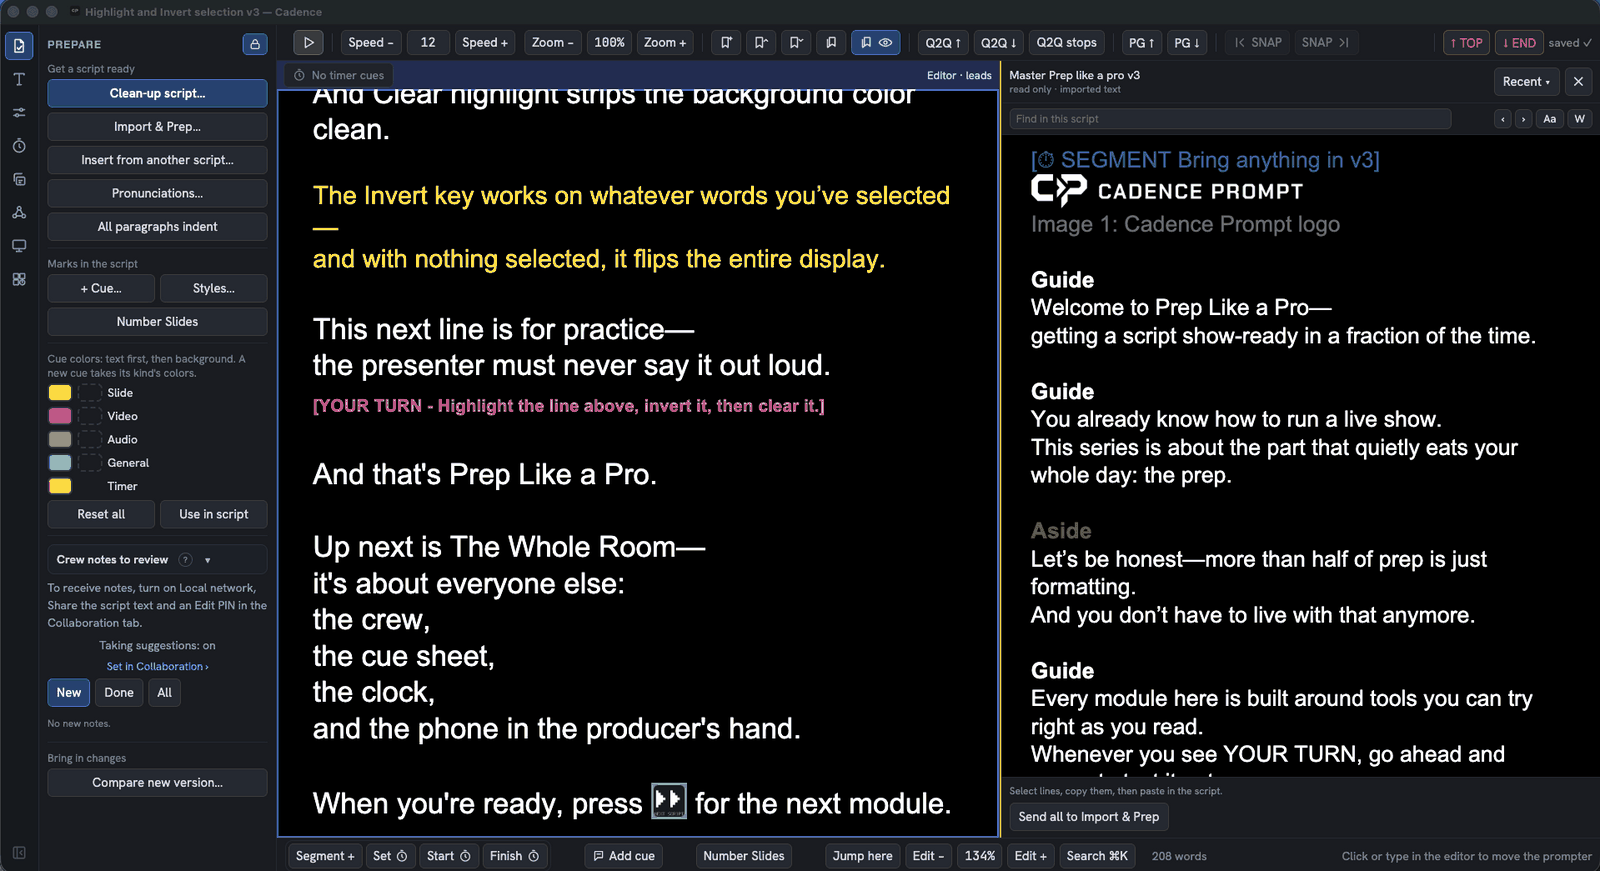 Highlight and Invert selection v3 — Cadence
PREPARE
Get a script ready
Clean-up script...
Import & Prep...
Insert from another script...
Pronunciations...
All paragraphs indent
Marks in the script
+ Cue...
Styles...
Number Slides
Cue colors: text first, then background. A
new cue takes its kind's colors.
Slide
Video
Audio
General
Timer
Reset all
Use in script
Crew notes to review ? ▾
To receive notes, turn on Local network,
Share the script text and an Edit PIN in the
Collaboration tab.
Taking suggestions: on
Set in Collaboration ›
New
Done
All
No new notes.
Bring in changes
Compare new version...
Speed –
12
Speed +
Zoom –
100%
Zoom +
Q2Q ↑
Q2Q ↓
Q2Q stops
PG ↑
PG ↓
SNAP
SNAP
↑ TOP
↓ END
saved ✓
No timer cues
Editor · leads
And Clear highlight strips the background color
clean.
The Invert key works on whatever words you’ve selected
—
and with nothing selected, it flips the entire display.
This next line is for practice—
the presenter must never say it out loud.
[YOUR TURN - Highlight the line above, invert it, then clear it.]
And that's Prep Like a Pro.
Up next is The Whole Room—
it's about everyone else:
the crew,
the cue sheet,
the clock,
and the phone in the producer's hand.
When you're ready, press for the next module.
Master Prep like a pro v3
read only · imported text
Recent ▾
✕
Find in this script
‹
›
Aa
W
[⏱ SEGMENT Bring anything in v3]
CP CADENCE PROMPT
Image 1: Cadence Prompt logo
Guide
Welcome to Prep Like a Pro—
getting a script show-ready in a fraction of the time.
Guide
You already know how to run a live show.
This series is about the part that quietly eats your
whole day: the prep.
Aside
Let’s be honest—more than half of prep is just
formatting.
And you don’t have to live with that anymore.
Guide
Every module here is built around tools you can try
right as you read.
Whenever you see YOUR TURN, go ahead and
Select lines, copy them, then paste in the script.
Send all to Import & Prep
Segment +
Set
Start
Finish
Add cue
Number Slides
Jump here
Edit –
134%
Edit +
Search ⌘K
208 words
Click or type in the editor to move the prompter